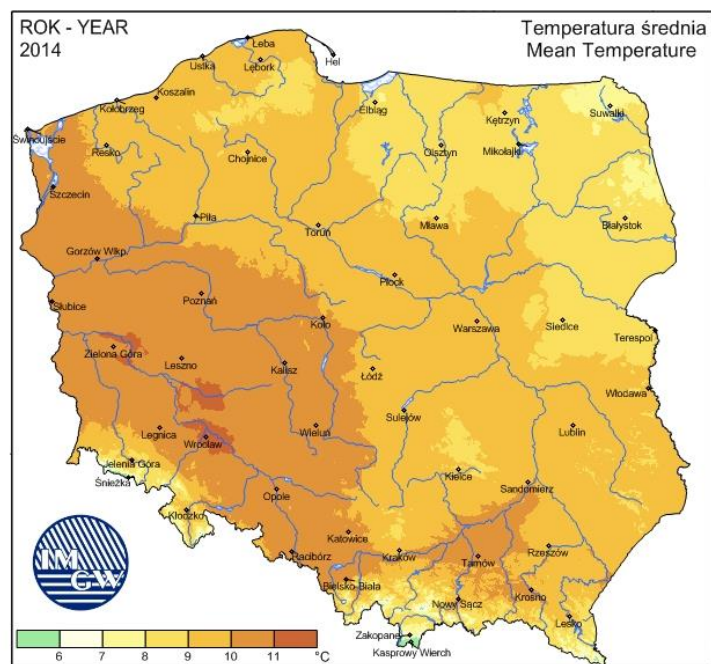 ROK - YEAR
2014
Temperatura średnia
Mean Temperature
Łeba
Hel
Ustka
Lębork
Koszalin
Kołobrzeg
Elbląg
Kętrzyn
Suwałki
Świnoujście
Resko
Chojnice
Olsztyn
Mikołajki
Szczecin
Piła
Toruń
Mława
Białystok
Gorzów Wlkp.
Płock
Słubice
Poznań
Koło
Warszawa
Siedlce
Terespol
Zielona Góra
Leszno
Kalisz
Łódź
Włodawa
Sulejów
Legnica
Wrocław
Wieluń
Lublin
Jelenia Góra
Śnieżka
Kielce
Sandomierz
Opole
Kłodzko
Katowice
Racibórz
Kraków
Tarnów
Rzeszów
Bielsko-Biała
Nowy Sącz
Krosno
Lesko
Zakopane
Kasprowy Wierch
IM
GW
6 7 8 9 10 11 °C